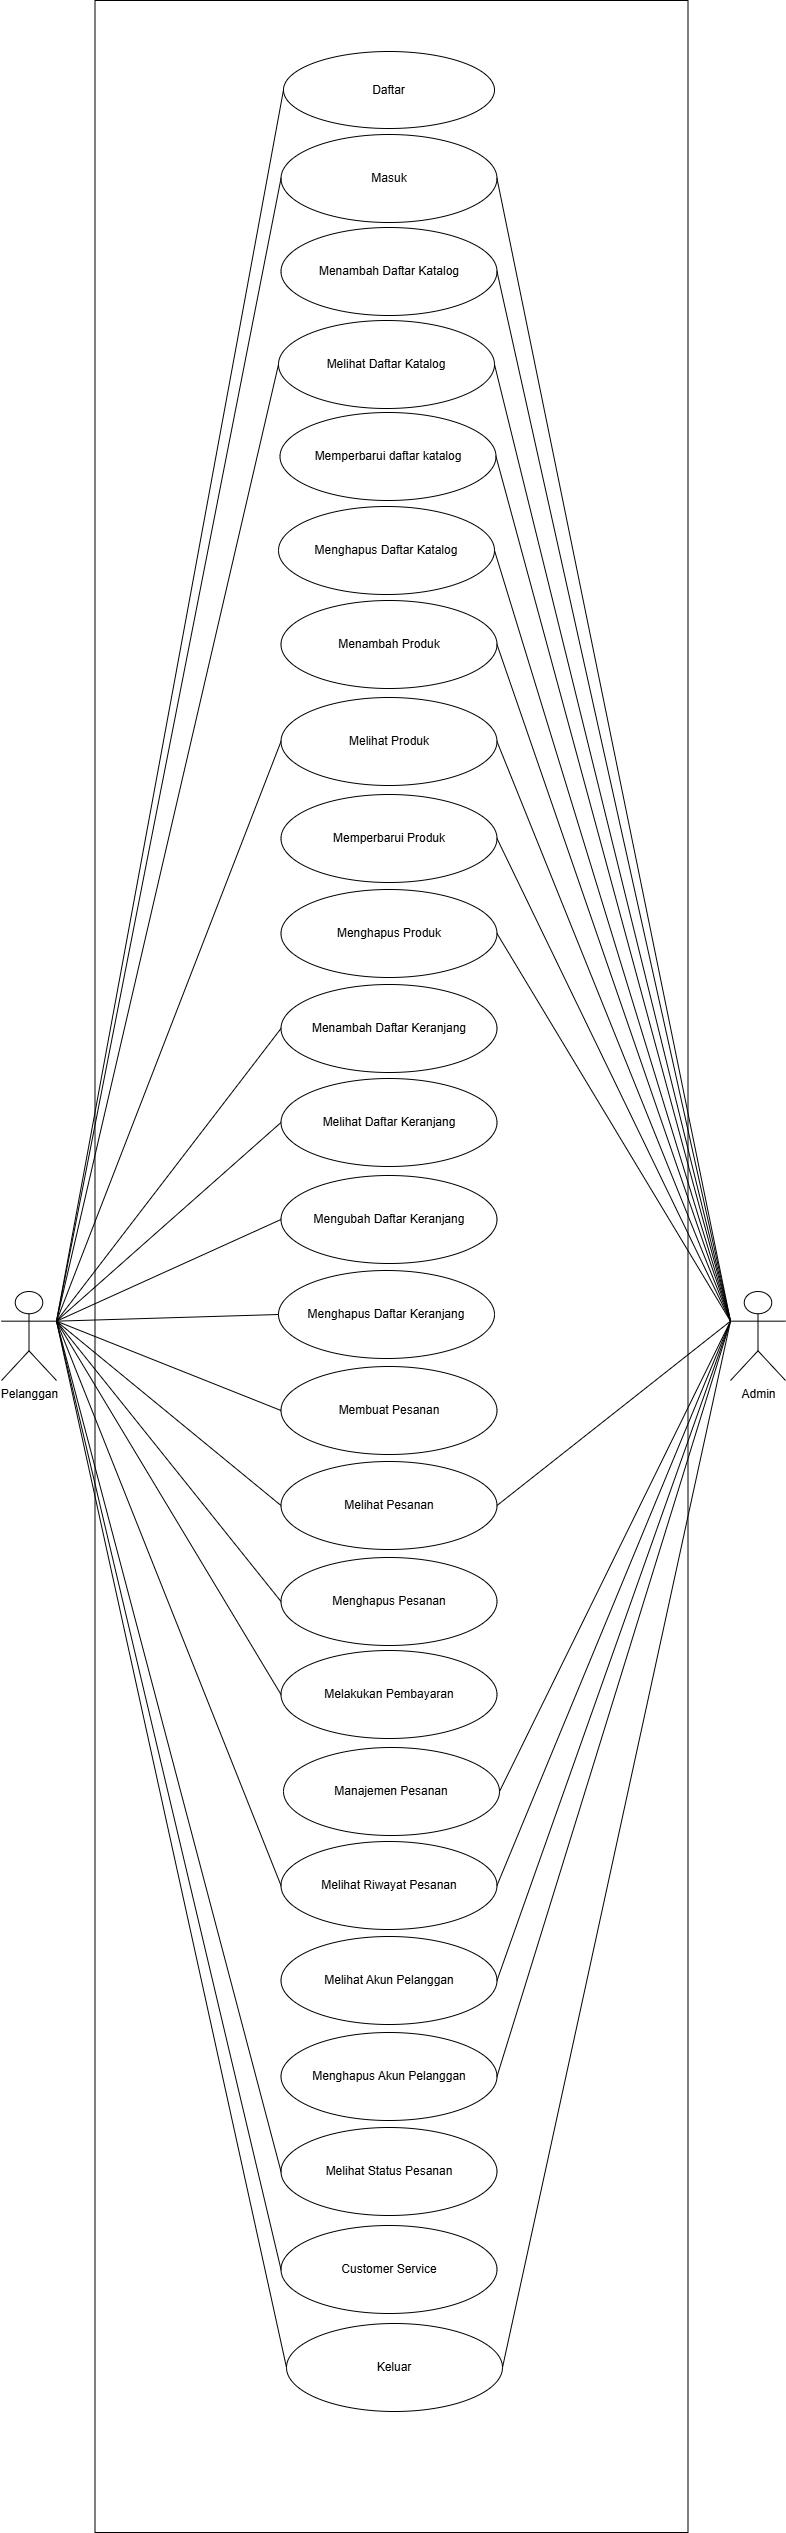 Daftar
Masuk
Menambah Daftar Katalog
Melihat Daftar Katalog
Memperbarui daftar katalog
Menghapus Daftar Katalog
Menambah Produk
Melihat Produk
Memperbarui Produk
Menghapus Produk
Menambah Daftar Keranjang
Melihat Daftar Keranjang
Mengubah Daftar Keranjang
Menghapus Daftar Keranjang
Pelanggan
Admin
Membuat Pesanan
Melihat Pesanan
Menghapus Pesanan
Melakukan Pembayaran
Manajemen Pesanan
Melihat Riwayat Pesanan
Melihat Akun Pelanggan
Menghapus Akun Pelanggan
Melihat Status Pesanan
Customer Service
Keluar